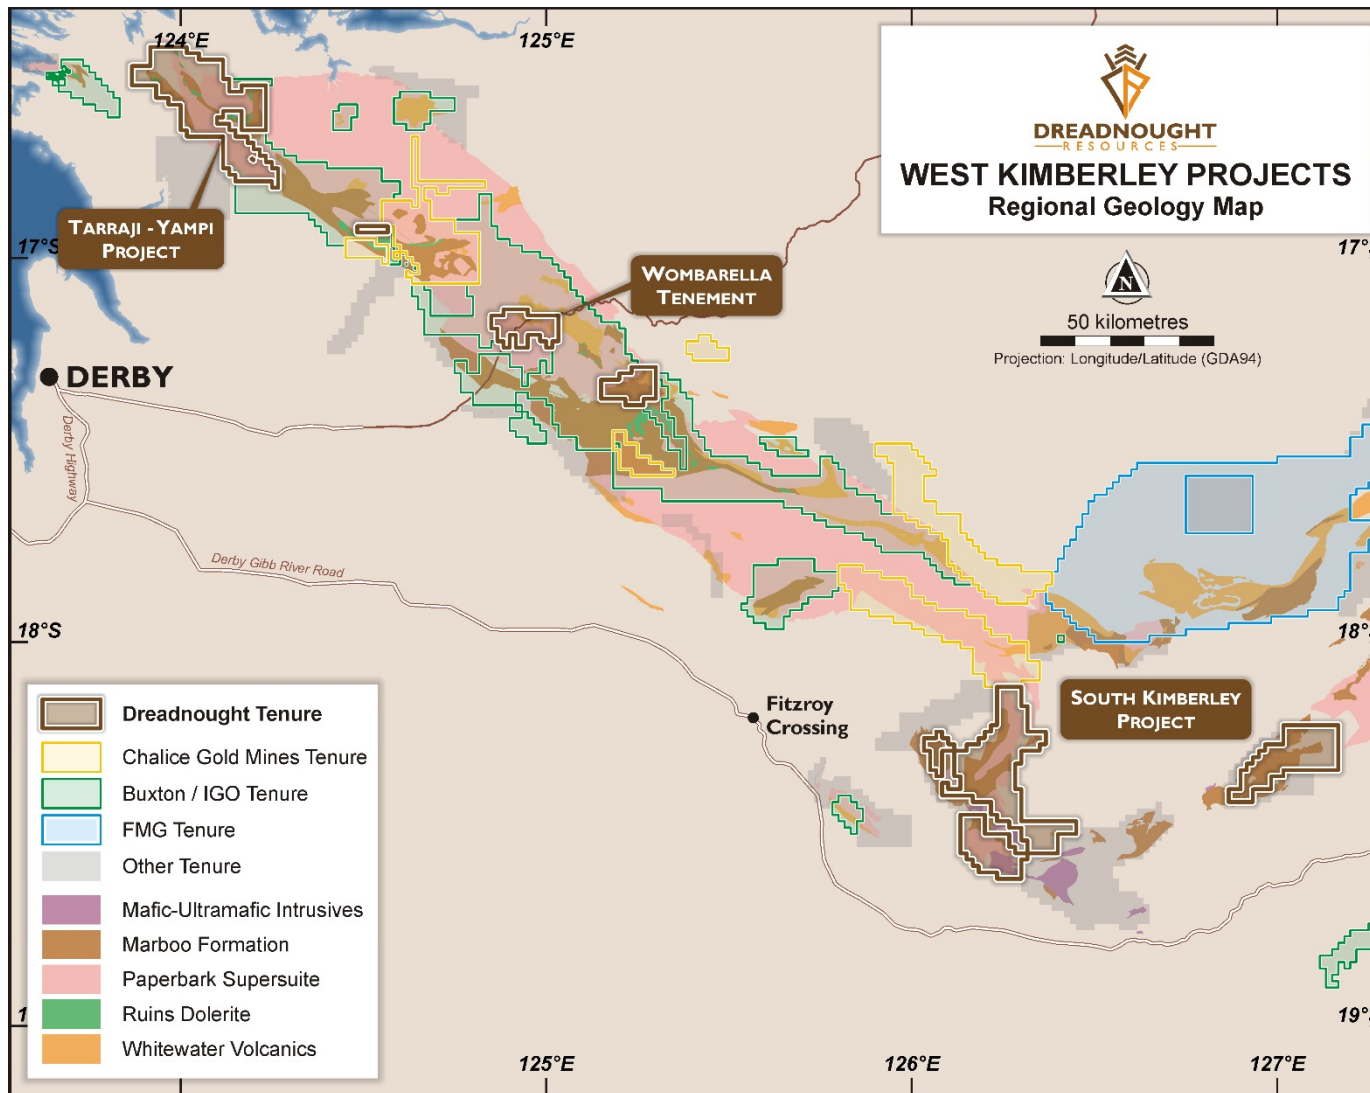 124°E
125°E
DREADNOUGHT
RESOURCES
WEST KIMBERLEY PROJECTS
Regional Geology Map
TARRAJI - YAMPI
PROJECT
17°S
17°S
WOMBARELLA
TENEMENT
N
50 kilometres
Projection: Longitude/Latitude (GDA94)
DERBY
Derby Highway
Derby Gibb River Road
18°S
18°S
SOUTH KIMBERLEY
PROJECT
Fitzroy
Crossing
Dreadnought Tenure
Chalice Gold Mines Tenure
Buxton / IGO Tenure
FMG Tenure
Other Tenure
Mafic-Ultramafic Intrusives
Marboo Formation
Paperbark Supersuite
Ruins Dolerite
Whitewater Volcanics
19°S
125°E
126°E
127°E